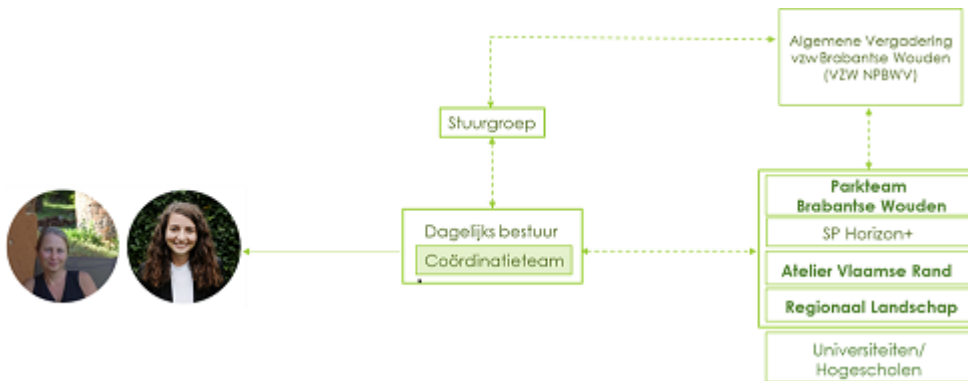 Algemene Vergadering
vzw Brabantse Wouden
(VZW NPBWV)
Stuurgroep
Parkteam
Brabantse Wouden
Dagelijks bestuur
SP Horizon+
Coördinatieteam
Atelier Vlaamse Rand
Regionaal Landschap
Universiteiten/
Hogescholen